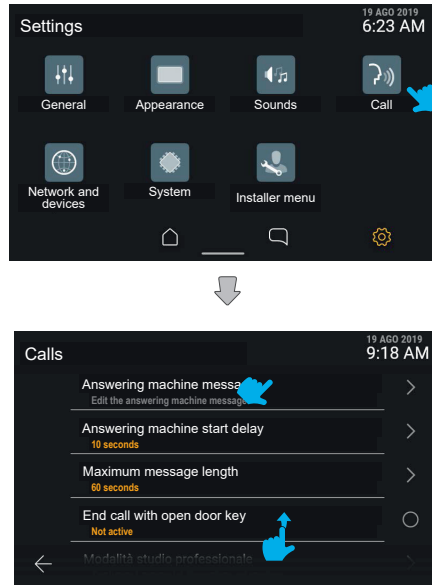 19 AGO 2019
Settings
6:23 AM
General
Appearance
Sounds
Call
Network and
devices
System
Installer menu
19 AGO 2019
Calls
9:18 AM
Answering machine messa
Edit the answering machine message
Answering machine start delay
10 seconds
Maximum message length
60 seconds
End call with open door key
Not active
Modalità studio professionale